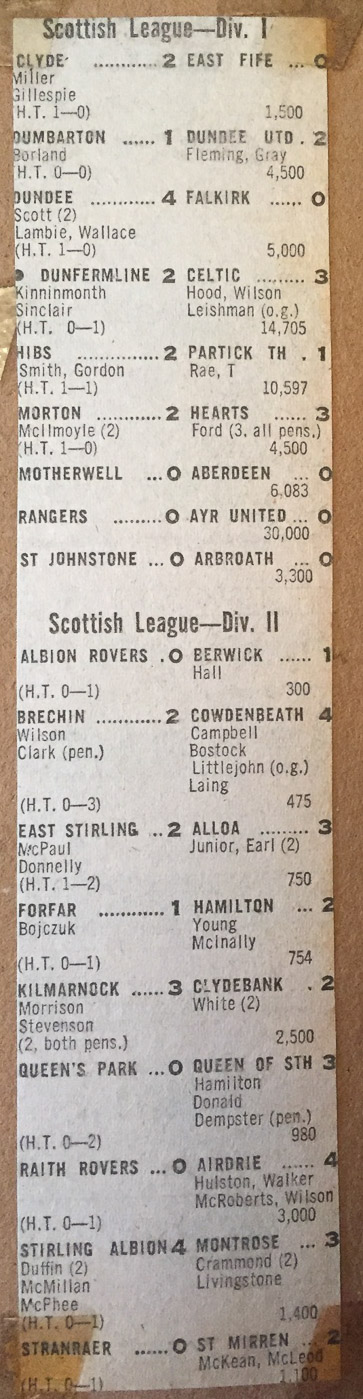 Scottish League—Div. I
CLYDE ........... 2 EAST FIFE ... 0
Miller
Gillespie
(H.T. 1—0) 1,500
DUMBARTON ...... 1 DUNDEE UTD . 2
Borland Fleming, Gray
(H.T. 0—0) 4,500
DUNDEE ............ 4 FALKIRK ...... 0
Scott (2)
Lambie, Wallace
(H.T. 1—0) 5,000
● DUNFERMLINE 2 CELTIC ......... 3
Kinninmonth Hood, Wilson
Sinclair Leishman (o.g.)
(H.T. 0—1) 14,705
HIBS ............... 2 PARTICK TH . 1
Smith, Gordon Rae, T
(H.T. 1—1) 10,597
MORTON ............ 2 HEARTS ...... 3
McIlmoyle (2) Ford (3, all pens.)
(H.T. 1—0) 4,500
MOTHERWELL ... 0 ABERDEEN ... 0
6,083
RANGERS ......... 0 AYR UNITED ... 0
30,000
ST JOHNSTONE ... 0 ARBROATH ... 0
3,300
Scottish League—Div. II
ALBION ROVERS . 0 BERWICK ...... 1
Hall
(H.T. 0—1) 300
BRECHIN ............ 2 COWDENBEATH 4
Wilson Campbell
Clark (pen.) Bostock
Littlejohn (o.g.)
Laing
(H.T. 0—3) 475
EAST STIRLING .. 2 ALLOA ......... 3
McPaul Junior, Earl (2)
Donnelly
(H.T. 1—2) 750
FORFAR ............ 1 HAMILTON ... 2
Bojczuk Young
McInally
(H.T. 0—1) 754
KILMARNOCK ...... 3 CLYDEBANK . 2
Morrison White (2)
Stevenson
(2, both pens.) 2,500
QUEEN'S PARK ... 0 QUEEN OF STH 3
Hamilton
Donald
Dempster (pen.)
(H.T. 0—2) 980
RAITH ROVERS ... 0 AIRDRIE ...... 4
Hulston, Walker
McRoberts, Wilson
(H.T. 0—1) 3,000
STIRLING ALBION 4 MONTROSE ... 3
Duffin (2) Crammond (2)
McMillan Livingstone
McPhee
(H.T. 0—1) 1,400
STRANRAER ...... 0 ST MIRREN ... 2
McKean, McLeod
(H.T. 0—1) 1,100